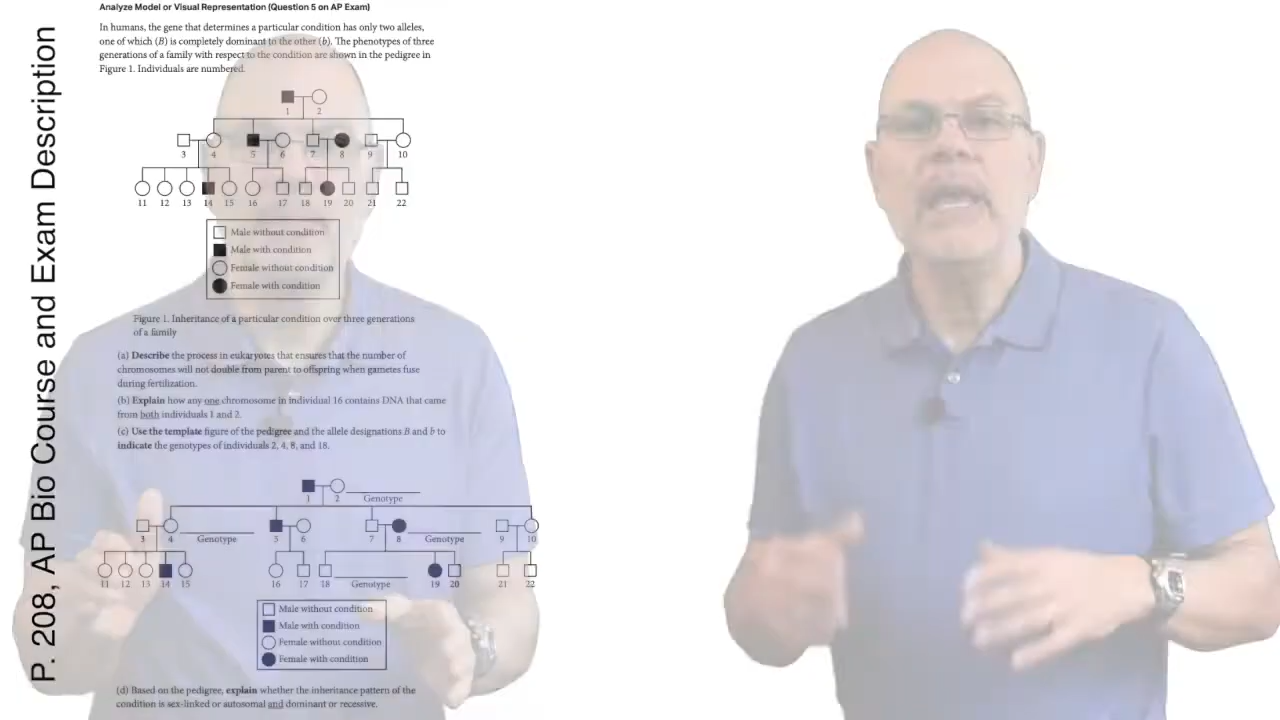 P. 208, AP Bio Course and Exam Description
Analyze Model or Visual Representation (Question 5 on AP Exam)
In humans, the gene that determines a particular condition has only two alleles,
one of which (B) is completely dominant to the other (b). The phenotypes of three
generations of a family with respect to the condition are shown in the pedigree in
Figure 1. Individuals are numbered.
1 2
3 4 5 6 7 8 9 10
11 12 13 14 15 16 17 18 19 20 21 22
Male without condition
Male with condition
Female without condition
Female with condition
Figure 1. Inheritance of a particular condition over three generations
of a family
(a) Describe the process in eukaryotes that ensures that the number of
chromosomes will not double from parent to offspring when gametes fuse
during fertilization.
(b) Explain how any one chromosome in individual 16 contains DNA that came
from both individuals 1 and 2.
(c) Use the template figure of the pedigree and the allele designations B and b to
indicate the genotypes of individuals 2, 4, 8, and 18.
1 2 Genotype
3 4 Genotype 5 6 7 8 Genotype 9 10
11 12 13 14 15 16 17 18 Genotype 19 20 21 22
Male without condition
Male with condition
Female without condition
Female with condition
(d) Based on the pedigree, explain whether the inheritance pattern of the
condition is sex-linked or autosomal and dominant or recessive.